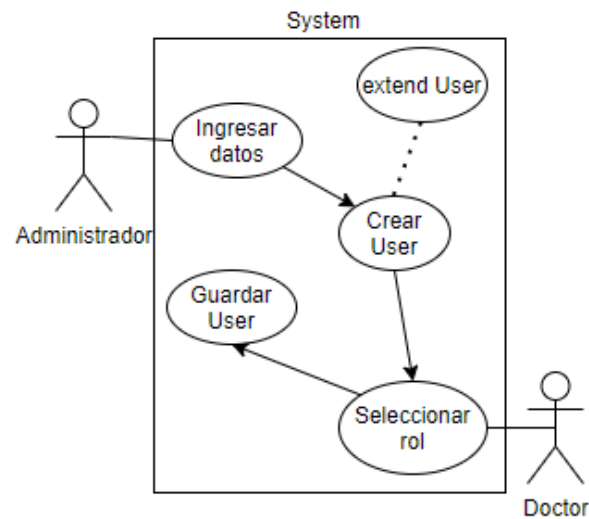 System
extend User
Ingresar
datos
Administrador
Crear
User
Guardar
User
Seleccionar
rol
Doctor